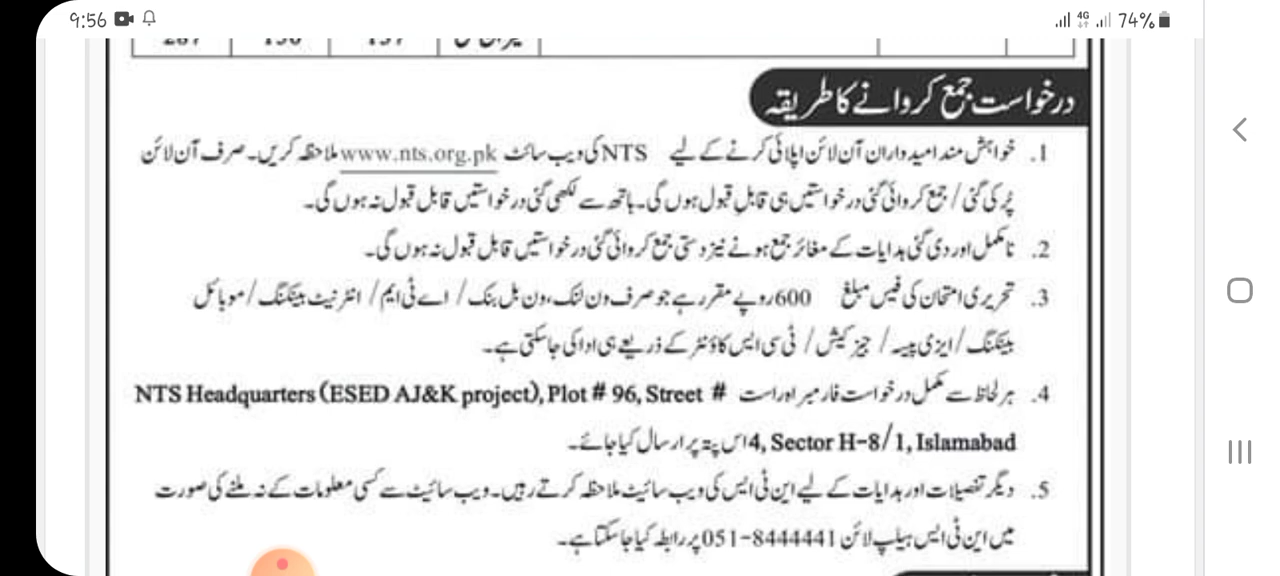 9:56
4G 74%
درخواست جمع کروانے کا طریقہ
1. خواہش مند امیدواران آن لائن اپلائی کرنے کے لیے NTS کی ویب سائٹ www.nts.org.pk ملاحظہ کریں۔ صرف آن لائن
پُر کی گئی / جمع کروائی گئی درخواستیں ہی قابلِ قبول ہوں گی۔ ہاتھ سے لکھی گئی درخواستیں قابل قبول نہ ہوں گی۔
2. نامکمل اور دی گئی ہدایات کے مغائر جمع ہونے نیز دستی جمع کروائی گئی درخواستیں قابل قبول نہ ہوں گی۔
3. تحریری امتحان کی فیس مبلغ 600 روپے مقرر ہے جو صرف ون لنک، ون بل بنک / اے ٹی ایم / انٹرنیٹ بینکنگ / موبائل
بینکنگ / ایزی پیسہ / جیز کیش / ٹی سی ایس کاؤنٹر کے ذریعے ہی ادا کی جاسکتی ہے۔
4. ہر لحاظ سے مکمل درخواست فارم براہ راست NTS Headquarters (ESED AJ&K project), Plot # 96, Street #
4, Sector H-8/1, Islamabad اس پتہ پر ارسال کیا جائے۔
5. دیگر تفصیلات اور ہدایات کے لیے این ٹی ایس کی ویب سائیٹ ملاحظہ کرتے رہیں۔ ویب سائیٹ سے کسی معلومات کے نہ ملنے کی صورت
میں این ٹی ایس ہیلپ لائن 051-8444441 پر رابطہ کیا جاسکتا ہے۔